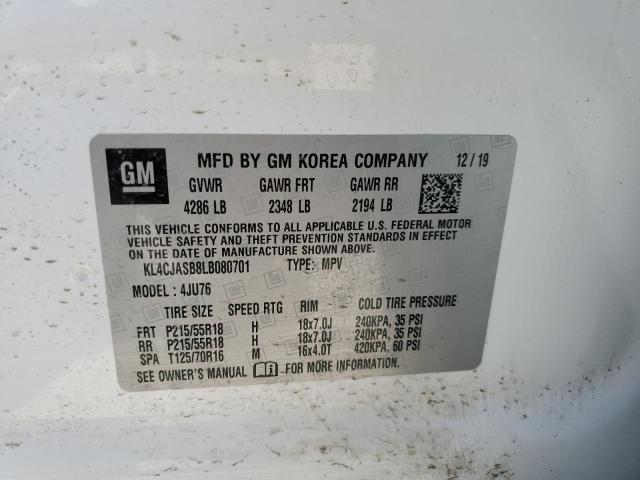 GM MFD BY GM KOREA COMPANY 12/19
GVWR GAWR FRT GAWR RR
4286 LB 2348 LB 2194 LB
THIS VEHICLE CONFORMS TO ALL APPLICABLE U.S. FEDERAL MOTOR
VEHICLE SAFETY AND THEFT PREVENTION STANDARDS IN EFFECT
ON THE DATE OF MANUFACTURE SHOWN ABOVE.
KL4CJASB8LB080701 TYPE: MPV
MODEL: 4JU76
TIRE SIZE SPEED RTG RIM COLD TIRE PRESSURE
FRT P215/55R18 H 18x7.0J 240KPA, 35 PSI
RR P215/55R18 H 18x7.0J 240KPA, 35 PSI
SPA T125/70R16 M 16x4.0T 420KPA, 60 PSI
SEE OWNER'S MANUAL FOR MORE INFORMATION.